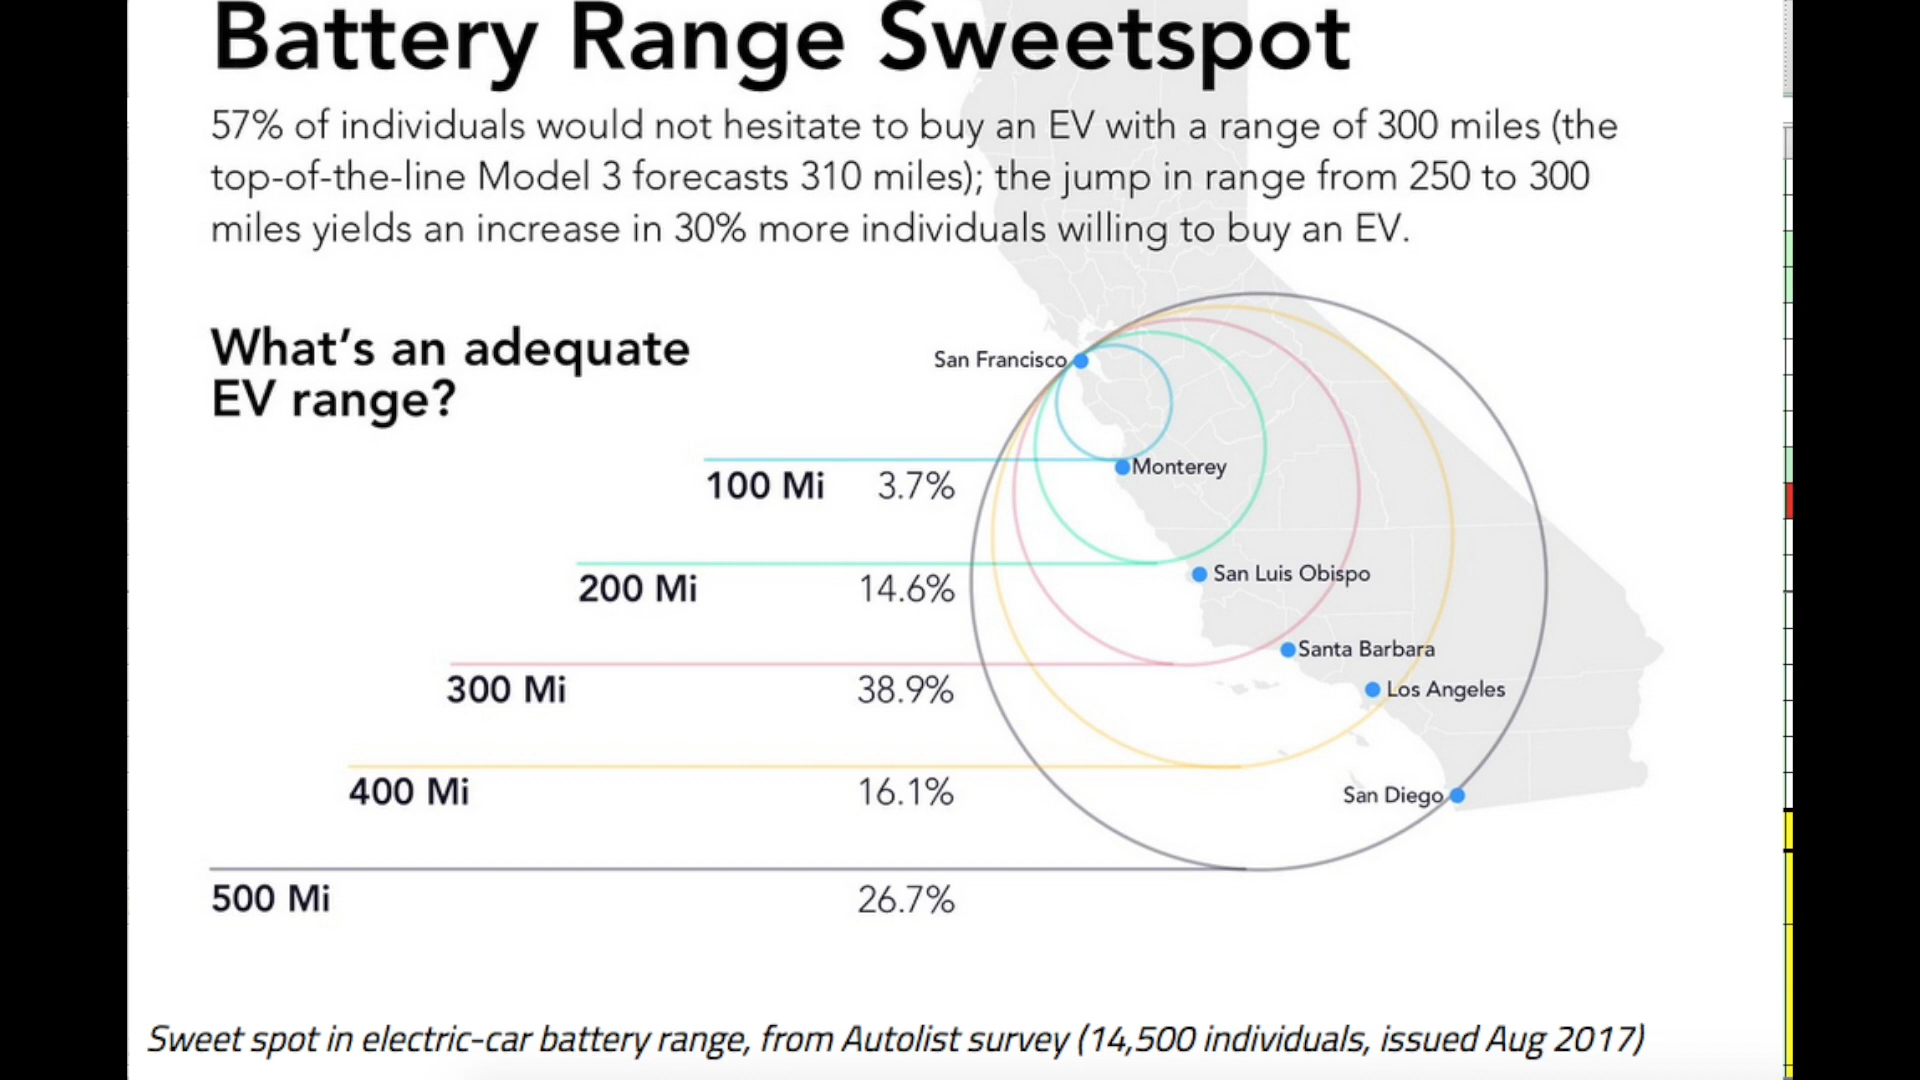 Battery Range Sweetspot
57% of individuals would not hesitate to buy an EV with a range of 300 miles (the
top-of-the-line Model 3 forecasts 310 miles); the jump in range from 250 to 300
miles yields an increase in 30% more individuals willing to buy an EV.
What's an adequate
EV range?
San Francisco
Monterey
100 Mi 3.7%
San Luis Obispo
200 Mi 14.6%
Santa Barbara
Los Angeles
300 Mi 38.9%
400 Mi 16.1%
San Diego
500 Mi 26.7%
Sweet spot in electric-car battery range, from Autolist survey (14,500 individuals, issued Aug 2017)